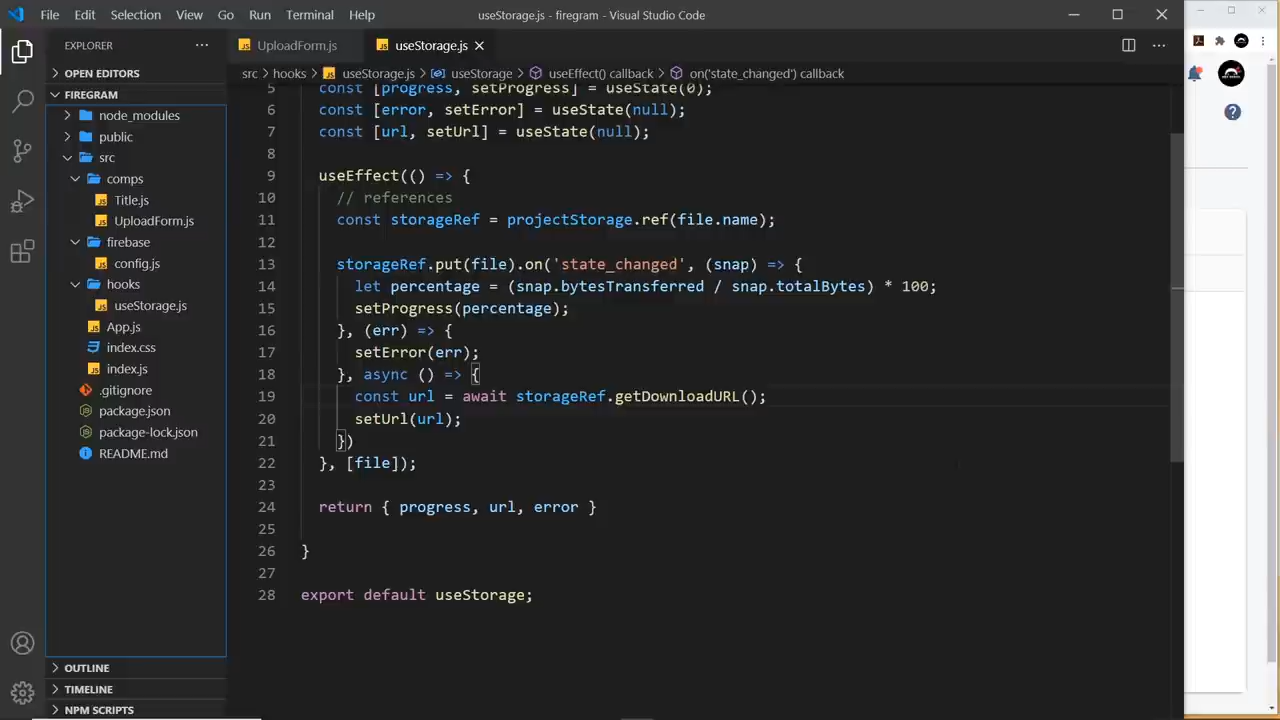 File Edit Selection View Go Run Terminal Help useStorage.js - firegram - Visual Studio Code
EXPLORER
OPEN EDITORS
FIREGRAM
node_modules
public
src
comps
Title.js
UploadForm.js
firebase
config.js
hooks
useStorage.js
App.js
index.css
index.js
.gitignore
package.json
package-lock.json
README.md
OUTLINE
TIMELINE
NPM SCRIPTS
UploadForm.js useStorage.js
src > hooks > useStorage.js > useStorage > useEffect() callback > on('state_changed') callback
5 const [progress, setProgress] = useState(0);
6 const [error, setError] = useState(null);
7 const [url, setUrl] = useState(null);
8
9 useEffect(() => {
10 // references
11 const storageRef = projectStorage.ref(file.name);
12
13 storageRef.put(file).on('state_changed', (snap) => {
14 let percentage = (snap.bytesTransferred / snap.totalBytes) * 100;
15 setProgress(percentage);
16 }, (err) => {
17 setError(err);
18 }, async () => {
19 const url = await storageRef.getDownloadURL();
20 setUrl(url);
21 })
22 }, [file]);
23
24 return { progress, url, error }
25
26 }
27
28 export default useStorage;